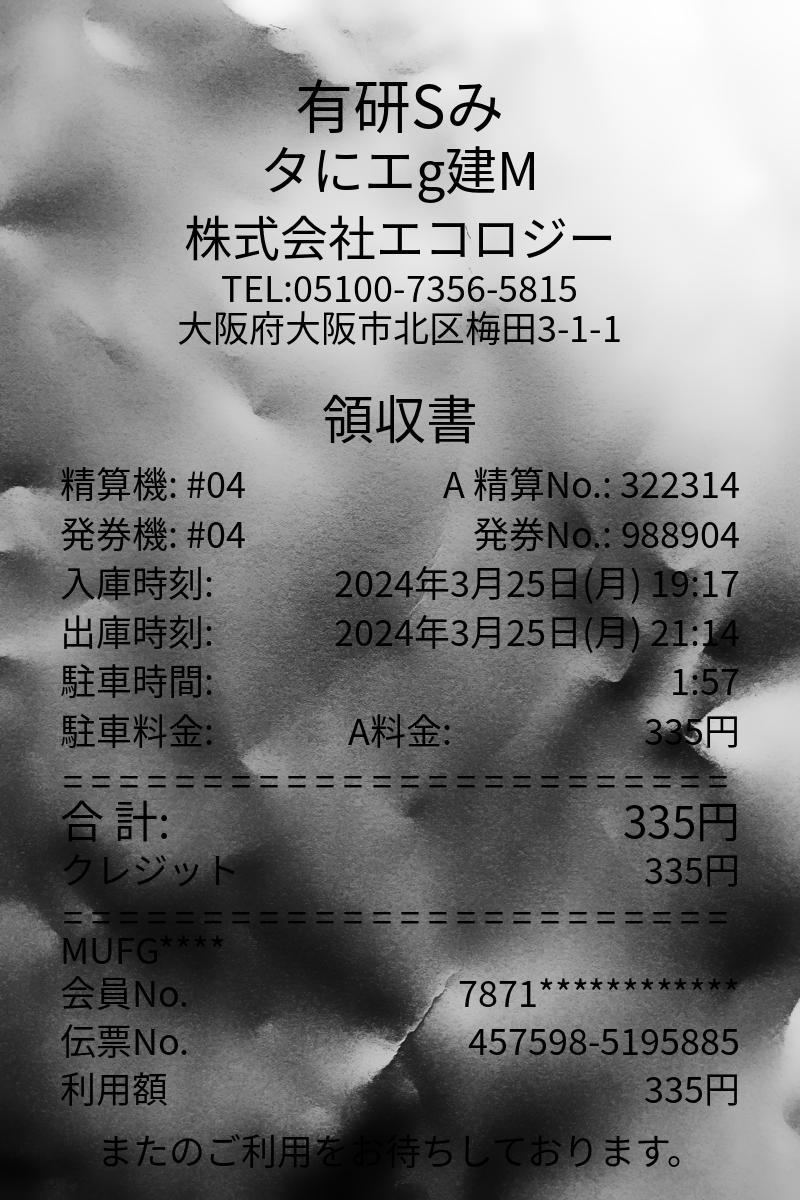 有研Sみ
タにエg建M
株式会社エコロジー
TEL:05100-7356-5815
大阪府大阪市北区梅田3-1-1
領収書
精算機: #04 A 精算No.: 322314
発券機: #04 発券No.: 988904
入庫時刻: 2024年3月25日(月) 19:17
出庫時刻: 2024年3月25日(月) 21:14
駐車時間: 1:57
駐車料金: A料金: 335円
========================
合 計: 335円
クレジット 335円
========================
MUFG****
会員No. 7871************
伝票No. 457598-5195885
利用額 335円
またのご利用をお待ちしております。